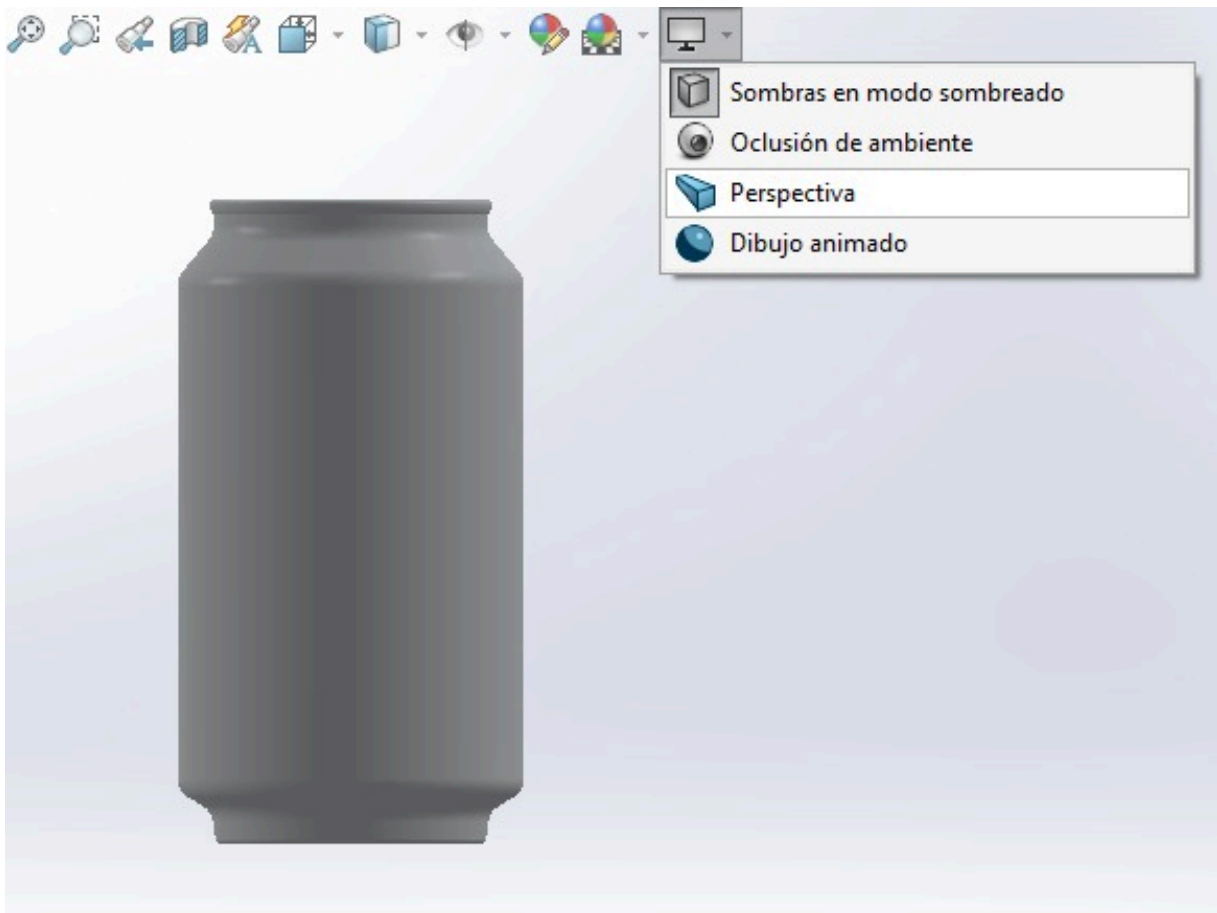 Sombras en modo sombreado
Oclusión de ambiente
Perspectiva
Dibujo animado